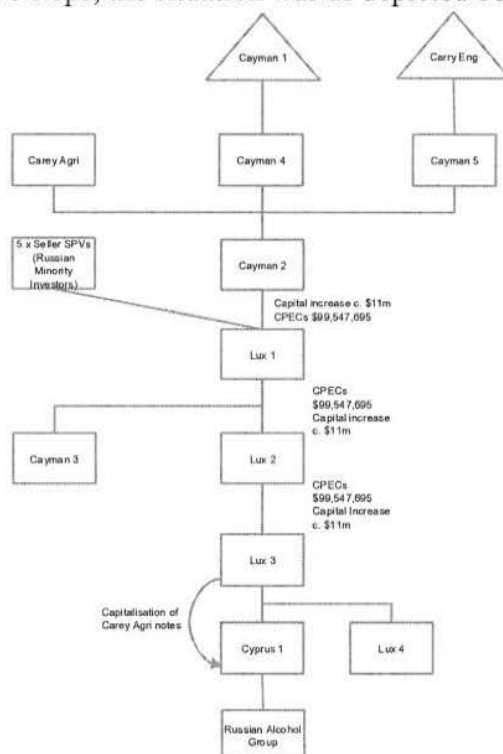 Cayman 1
Carry Eng
Carey Agri
Cayman 4
Cayman 5
5 x Seller SPVs
(Russian
Minority
Investors)
Cayman 2
Capital increase c. $11m
CPECs $99,547,695
Lux 1
CPECs
$99,547,695
Capital increase
c. $11m
Cayman 3
Lux 2
CPECs
$99,547,695
Capital Increase
c. $11m
Lux 3
Capitalisation of
Carey Agri notes
Cyprus 1
Lux 4
Russian Alcohol
Group